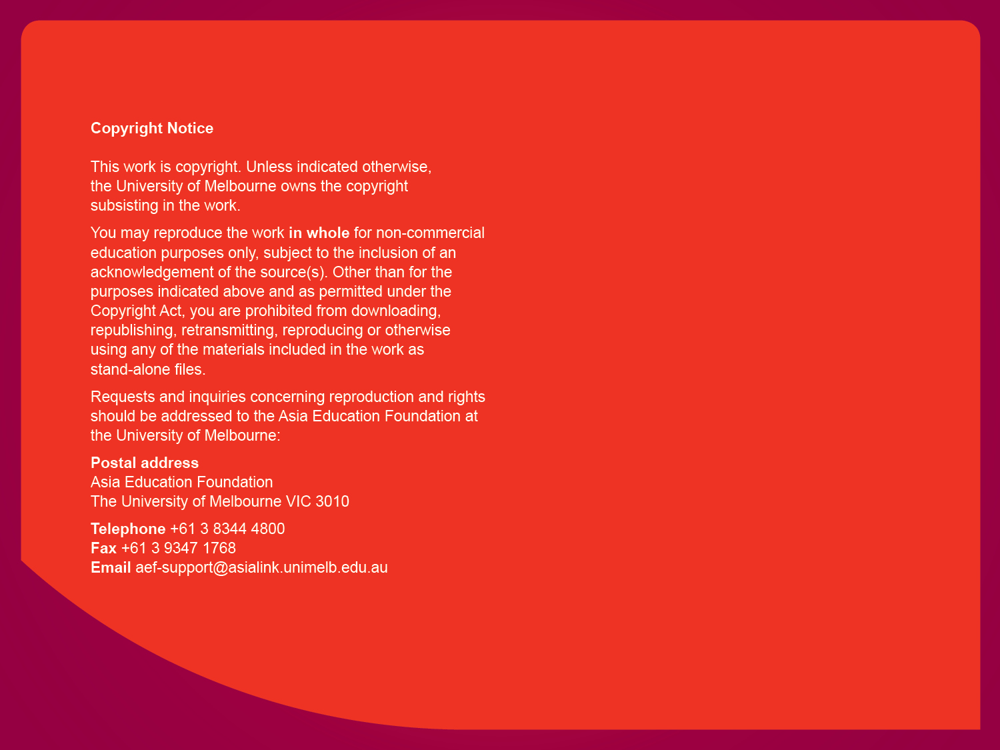 Copyright Notice
This work is copyright. Unless indicated otherwise,
the University of Melbourne owns the copyright
subsisting in the work.
You may reproduce the work in whole for non-commercial
education purposes only, subject to the inclusion of an
acknowledgement of the source(s). Other than for the
purposes indicated above and as permitted under the
Copyright Act, you are prohibited from downloading,
republishing, retransmitting, reproducing or otherwise
using any of the materials included in the work as
stand-alone files.
Requests and inquiries concerning reproduction and rights
should be addressed to the Asia Education Foundation at
the University of Melbourne:
Postal address
Asia Education Foundation
The University of Melbourne VIC 3010
Telephone +61 3 8344 4800
Fax +61 3 9347 1768
Email aef-support@asialink.unimelb.edu.au